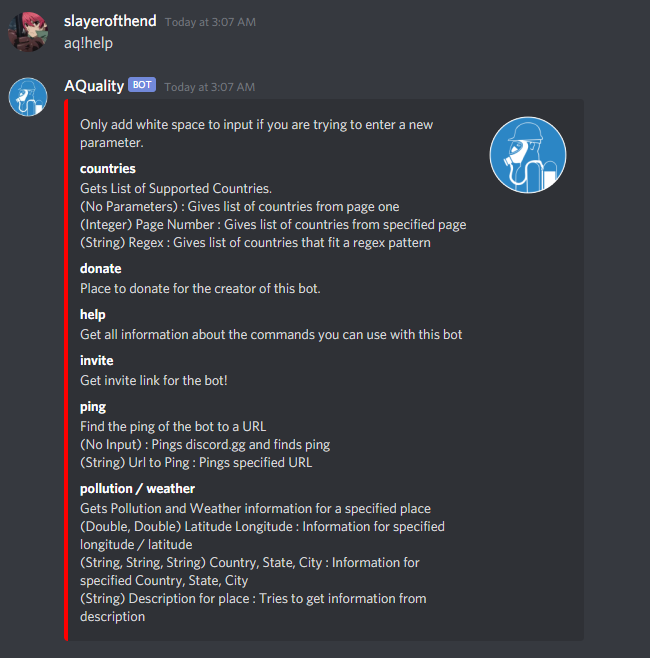 slayerofthend Today at 3:07 AM
aq!help
AQuality BOT Today at 3:07 AM
Only add white space to input if you are trying to enter a new
parameter.
countries
Gets List of Supported Countries.
(No Parameters) : Gives list of countries from page one
(Integer) Page Number : Gives list of countries from specified page
(String) Regex : Gives list of countries that fit a regex pattern
donate
Place to donate for the creator of this bot.
help
Get all information about the commands you can use with this bot
invite
Get invite link for the bot!
ping
Find the ping of the bot to a URL
(No Input) : Pings discord.gg and finds ping
(String) Url to Ping : Pings specified URL
pollution / weather
Gets Pollution and Weather information for a specified place
(Double, Double) Latitude Longitude : Information for specified
longitude / latitude
(String, String, String) Country, State, City : Information for
specified Country, State, City
(String) Description for place : Tries to get information from
description